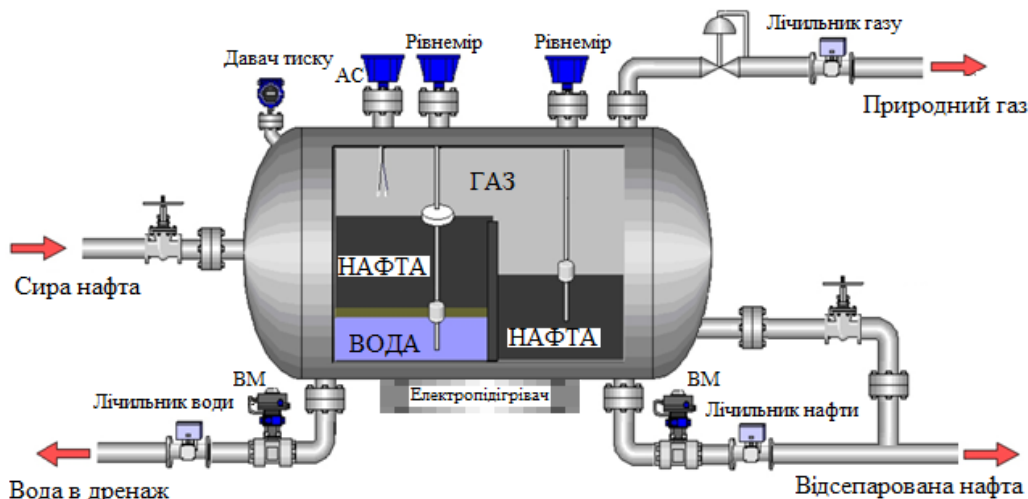 Лічильник газу
Рівнемір
Рівнемір
Давач тиску
АС
Природний газ
ГАЗ
НАФТА
Сира нафта
НАФТА
ВОДА
ВМ
Електропідігрівач
ВМ
Лічильник води
Лічильник нафти
Вода в дренаж
Відсепарована нафта